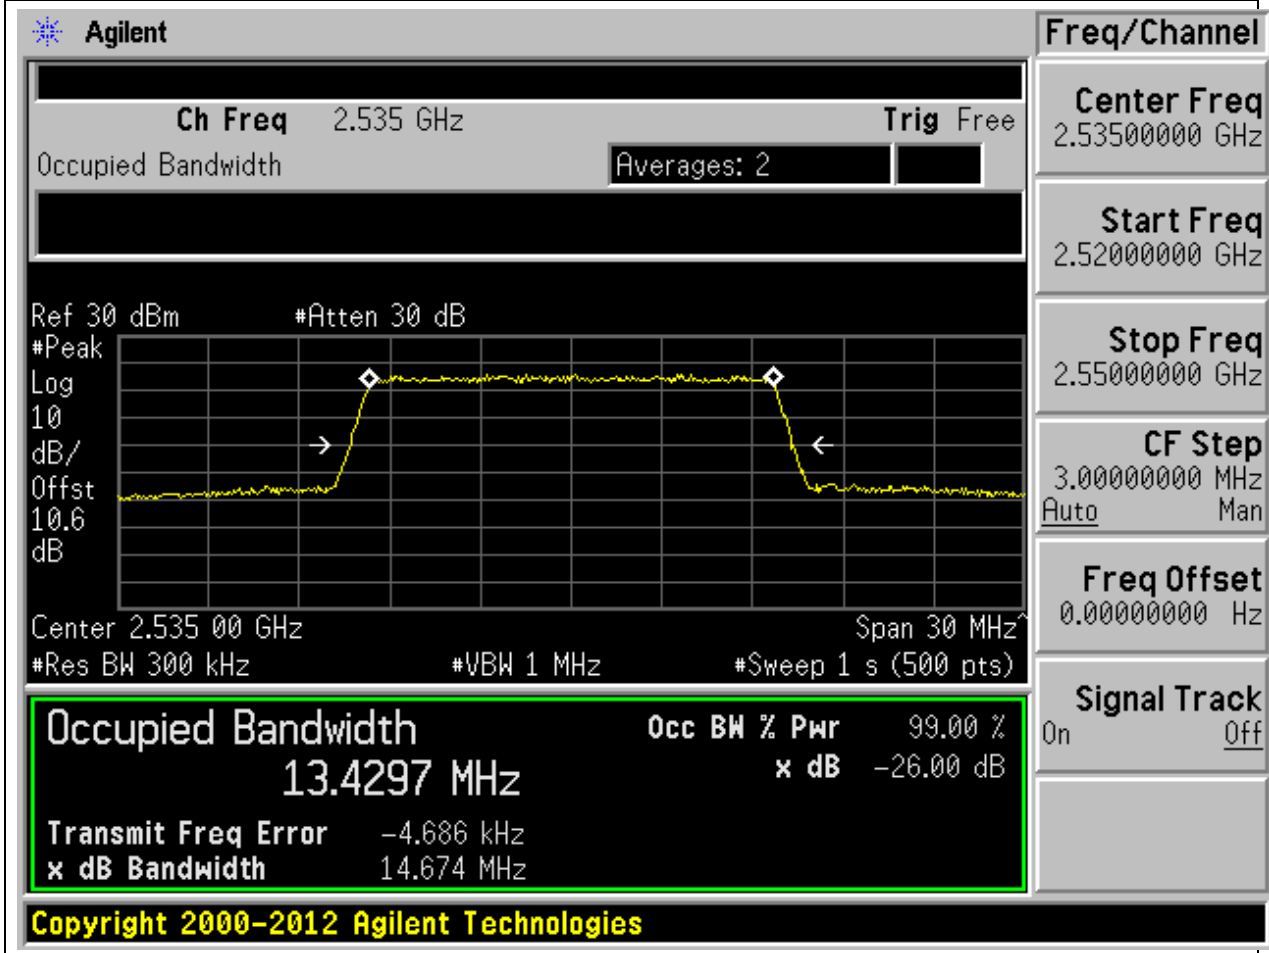 Agilent
Freq/Channel
Ch Freq 2.535 GHz Trig Free
Occupied Bandwidth Averages: 2
Center Freq
2.53500000 GHz
Start Freq
2.52000000 GHz
Stop Freq
2.55000000 GHz
CF Step
3.00000000 MHz
Auto Man
Freq Offset
0.00000000 Hz
Signal Track
On Off
Ref 30 dBm #Atten 30 dB
#Peak
Log
10
dB/
Offst
10.6
dB
Center 2.535 00 GHz Span 30 MHz^
#Res BW 300 kHz #VBW 1 MHz #Sweep 1 s (500 pts)
Occupied Bandwidth Occ BW % Pwr 99.00 %
13.4297 MHz x dB -26.00 dB
Transmit Freq Error -4.686 kHz
x dB Bandwidth 14.674 MHz
Copyright 2000-2012 Agilent Technologies